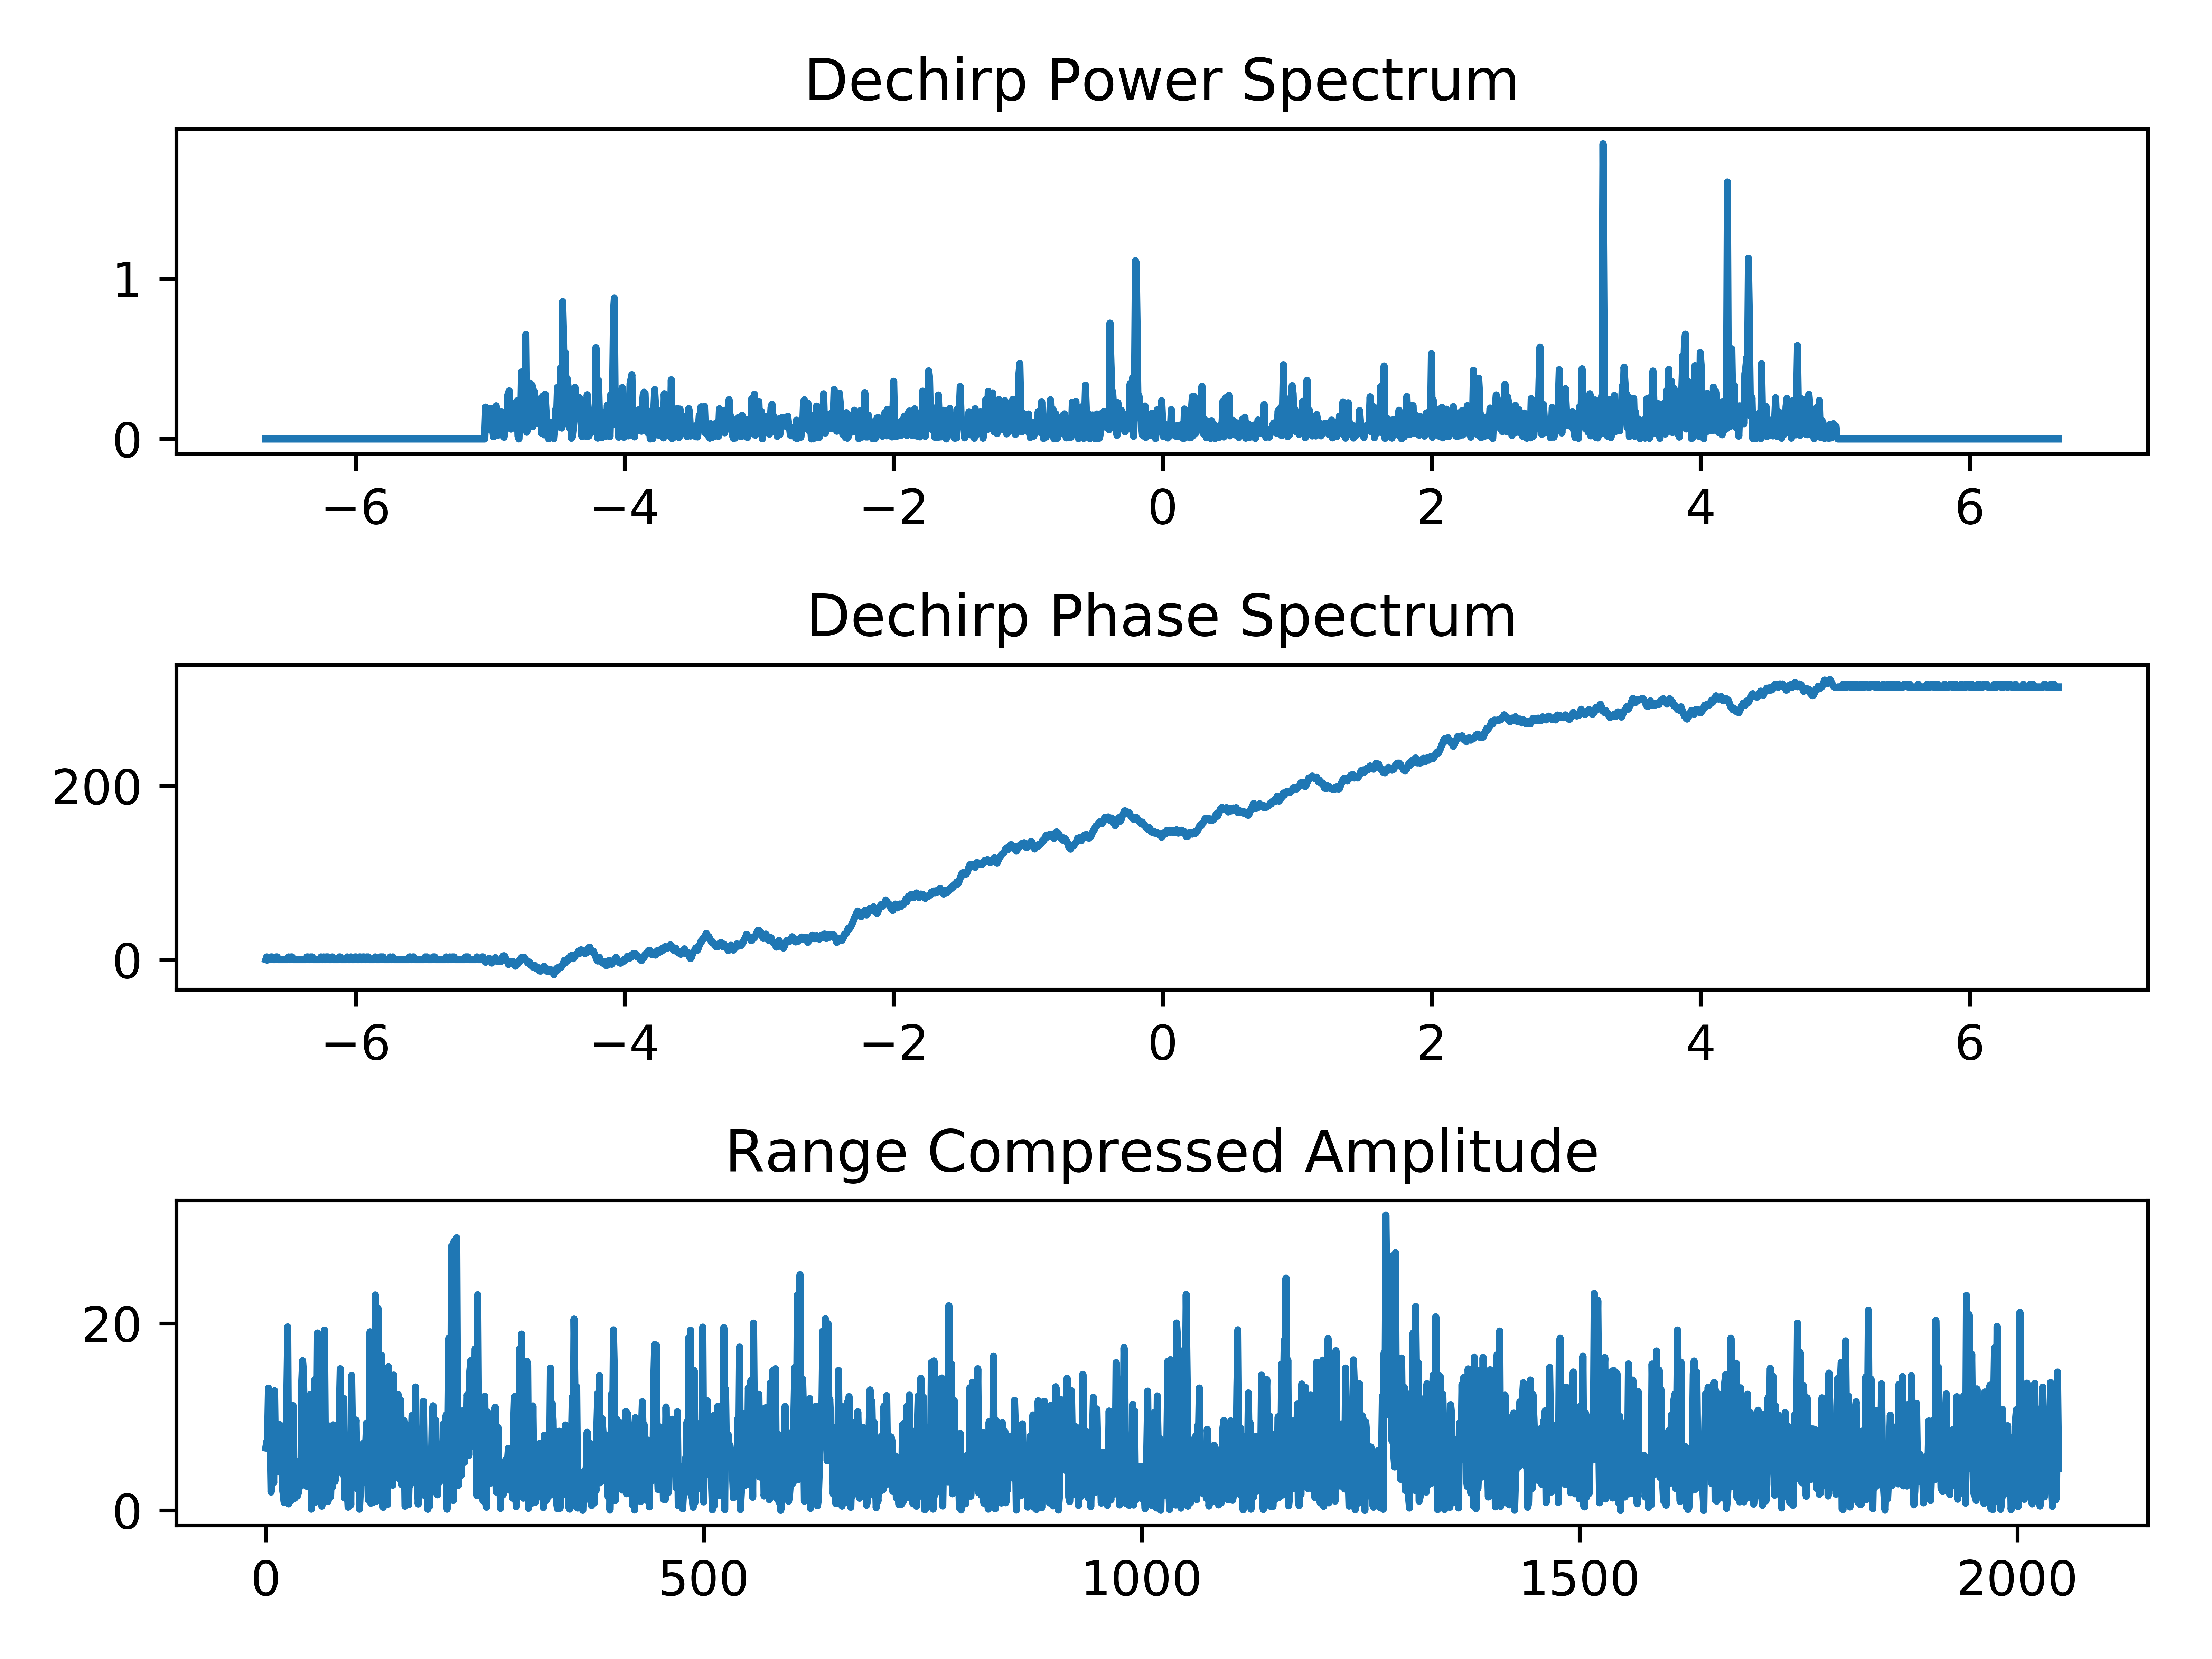 Dechirp Power Spectrum
1
0
−6 −4 −2 0 2 4 6
Dechirp Phase Spectrum
200
0
−6 −4 −2 0 2 4 6
Range Compressed Amplitude
20
0
0 500 1000 1500 2000